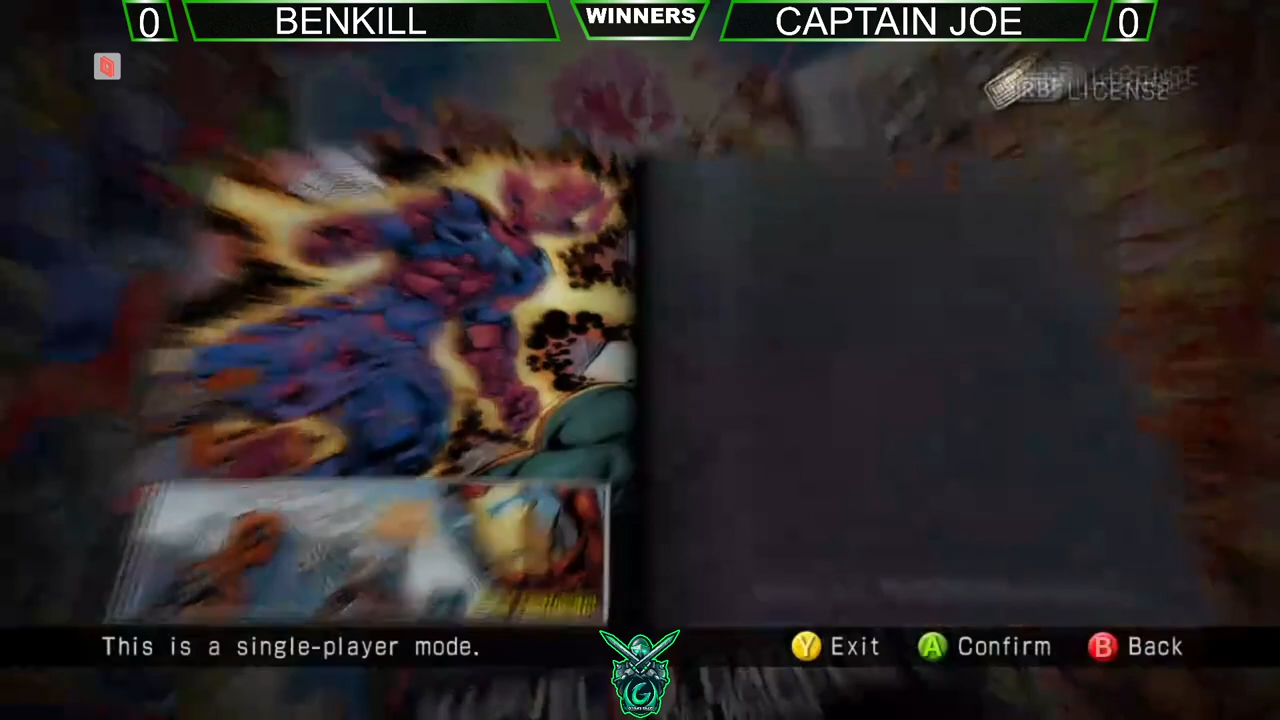 0
BENKILL
WINNERS
CAPTAIN JOE
0
LICENSE
This is a single-player mode.
Y Exit
A Confirm
B Back
G